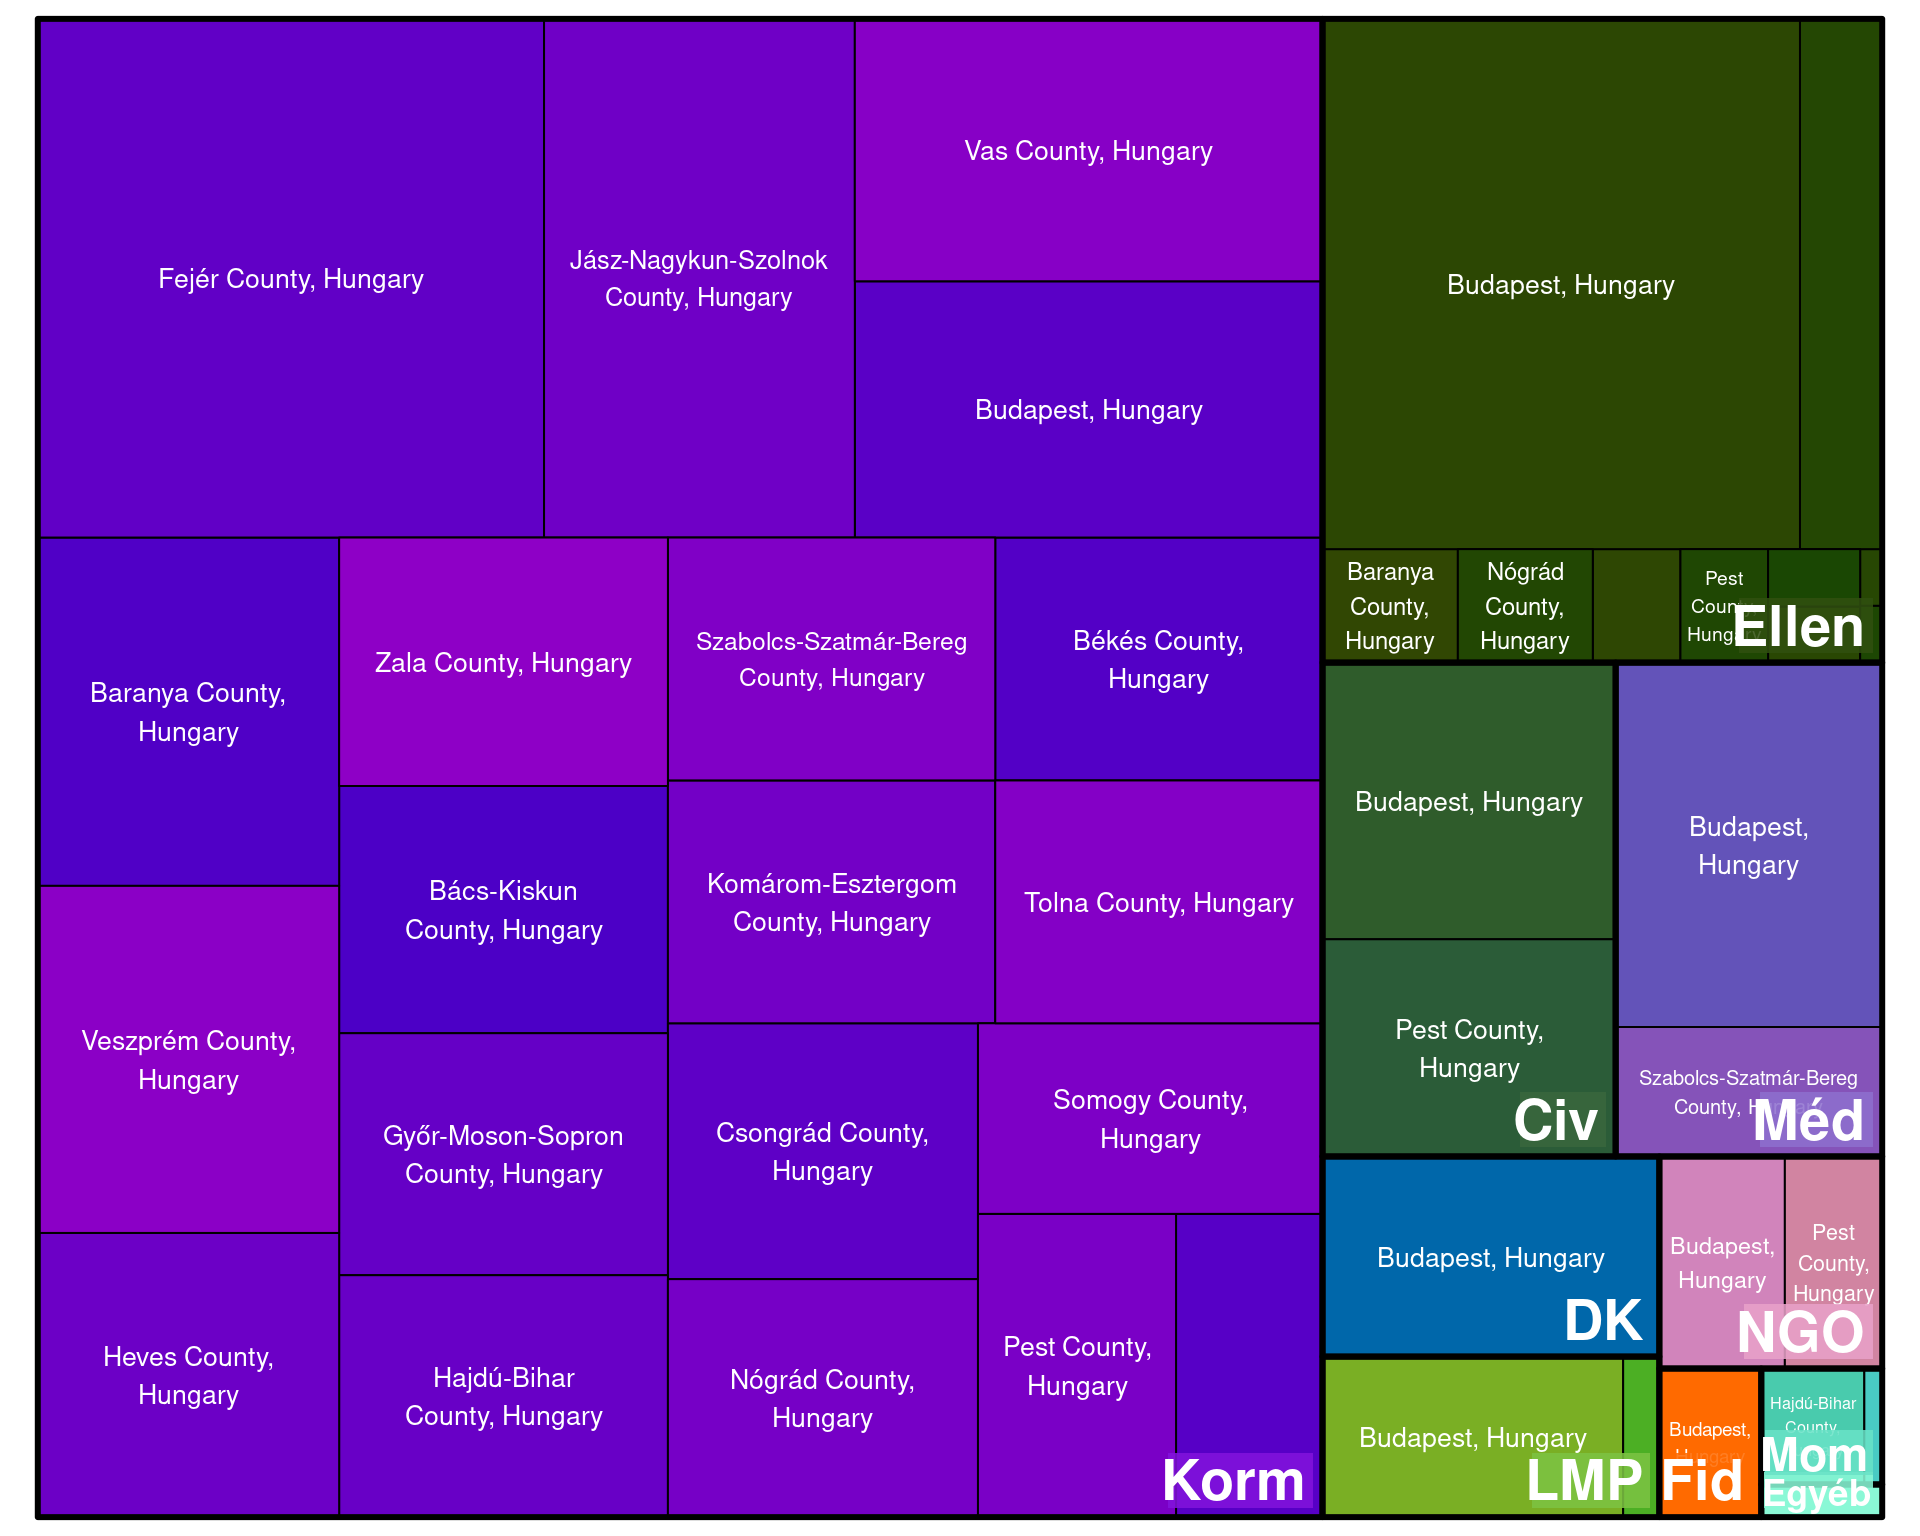 Fejér County, Hungary
Jász-Nagykun-Szolnok
County, Hungary
Vas County, Hungary
Budapest, Hungary
Baranya County,
Hungary
Zala County, Hungary
Szabolcs-Szatmár-Bereg
County, Hungary
Békés County,
Hungary
Veszprém County,
Hungary
Bács-Kiskun
County, Hungary
Komárom-Esztergom
County, Hungary
Tolna County, Hungary
Győr-Moson-Sopron
County, Hungary
Csongrád County,
Hungary
Somogy County,
Hungary
Heves County,
Hungary
Hajdú-Bihar
County, Hungary
Nógrád County,
Hungary
Pest County,
Hungary
Korm
Budapest, Hungary
Baranya
County,
Hungary
Nógrád
County,
Hungary
Pest
County,
Hungary
Ellen
Budapest, Hungary
Pest County,
Hungary
Civ
Budapest,
Hungary
Szabolcs-Szatmár-Bereg
County, Hungary
Méd
Budapest, Hungary
DK
Budapest,
Hungary
Pest
County,
Hungary
NGO
Budapest, Hungary
LMP
Budapest,
Hungary
Fid
Hajdú-Bihar
County,
Mom
Egyéb